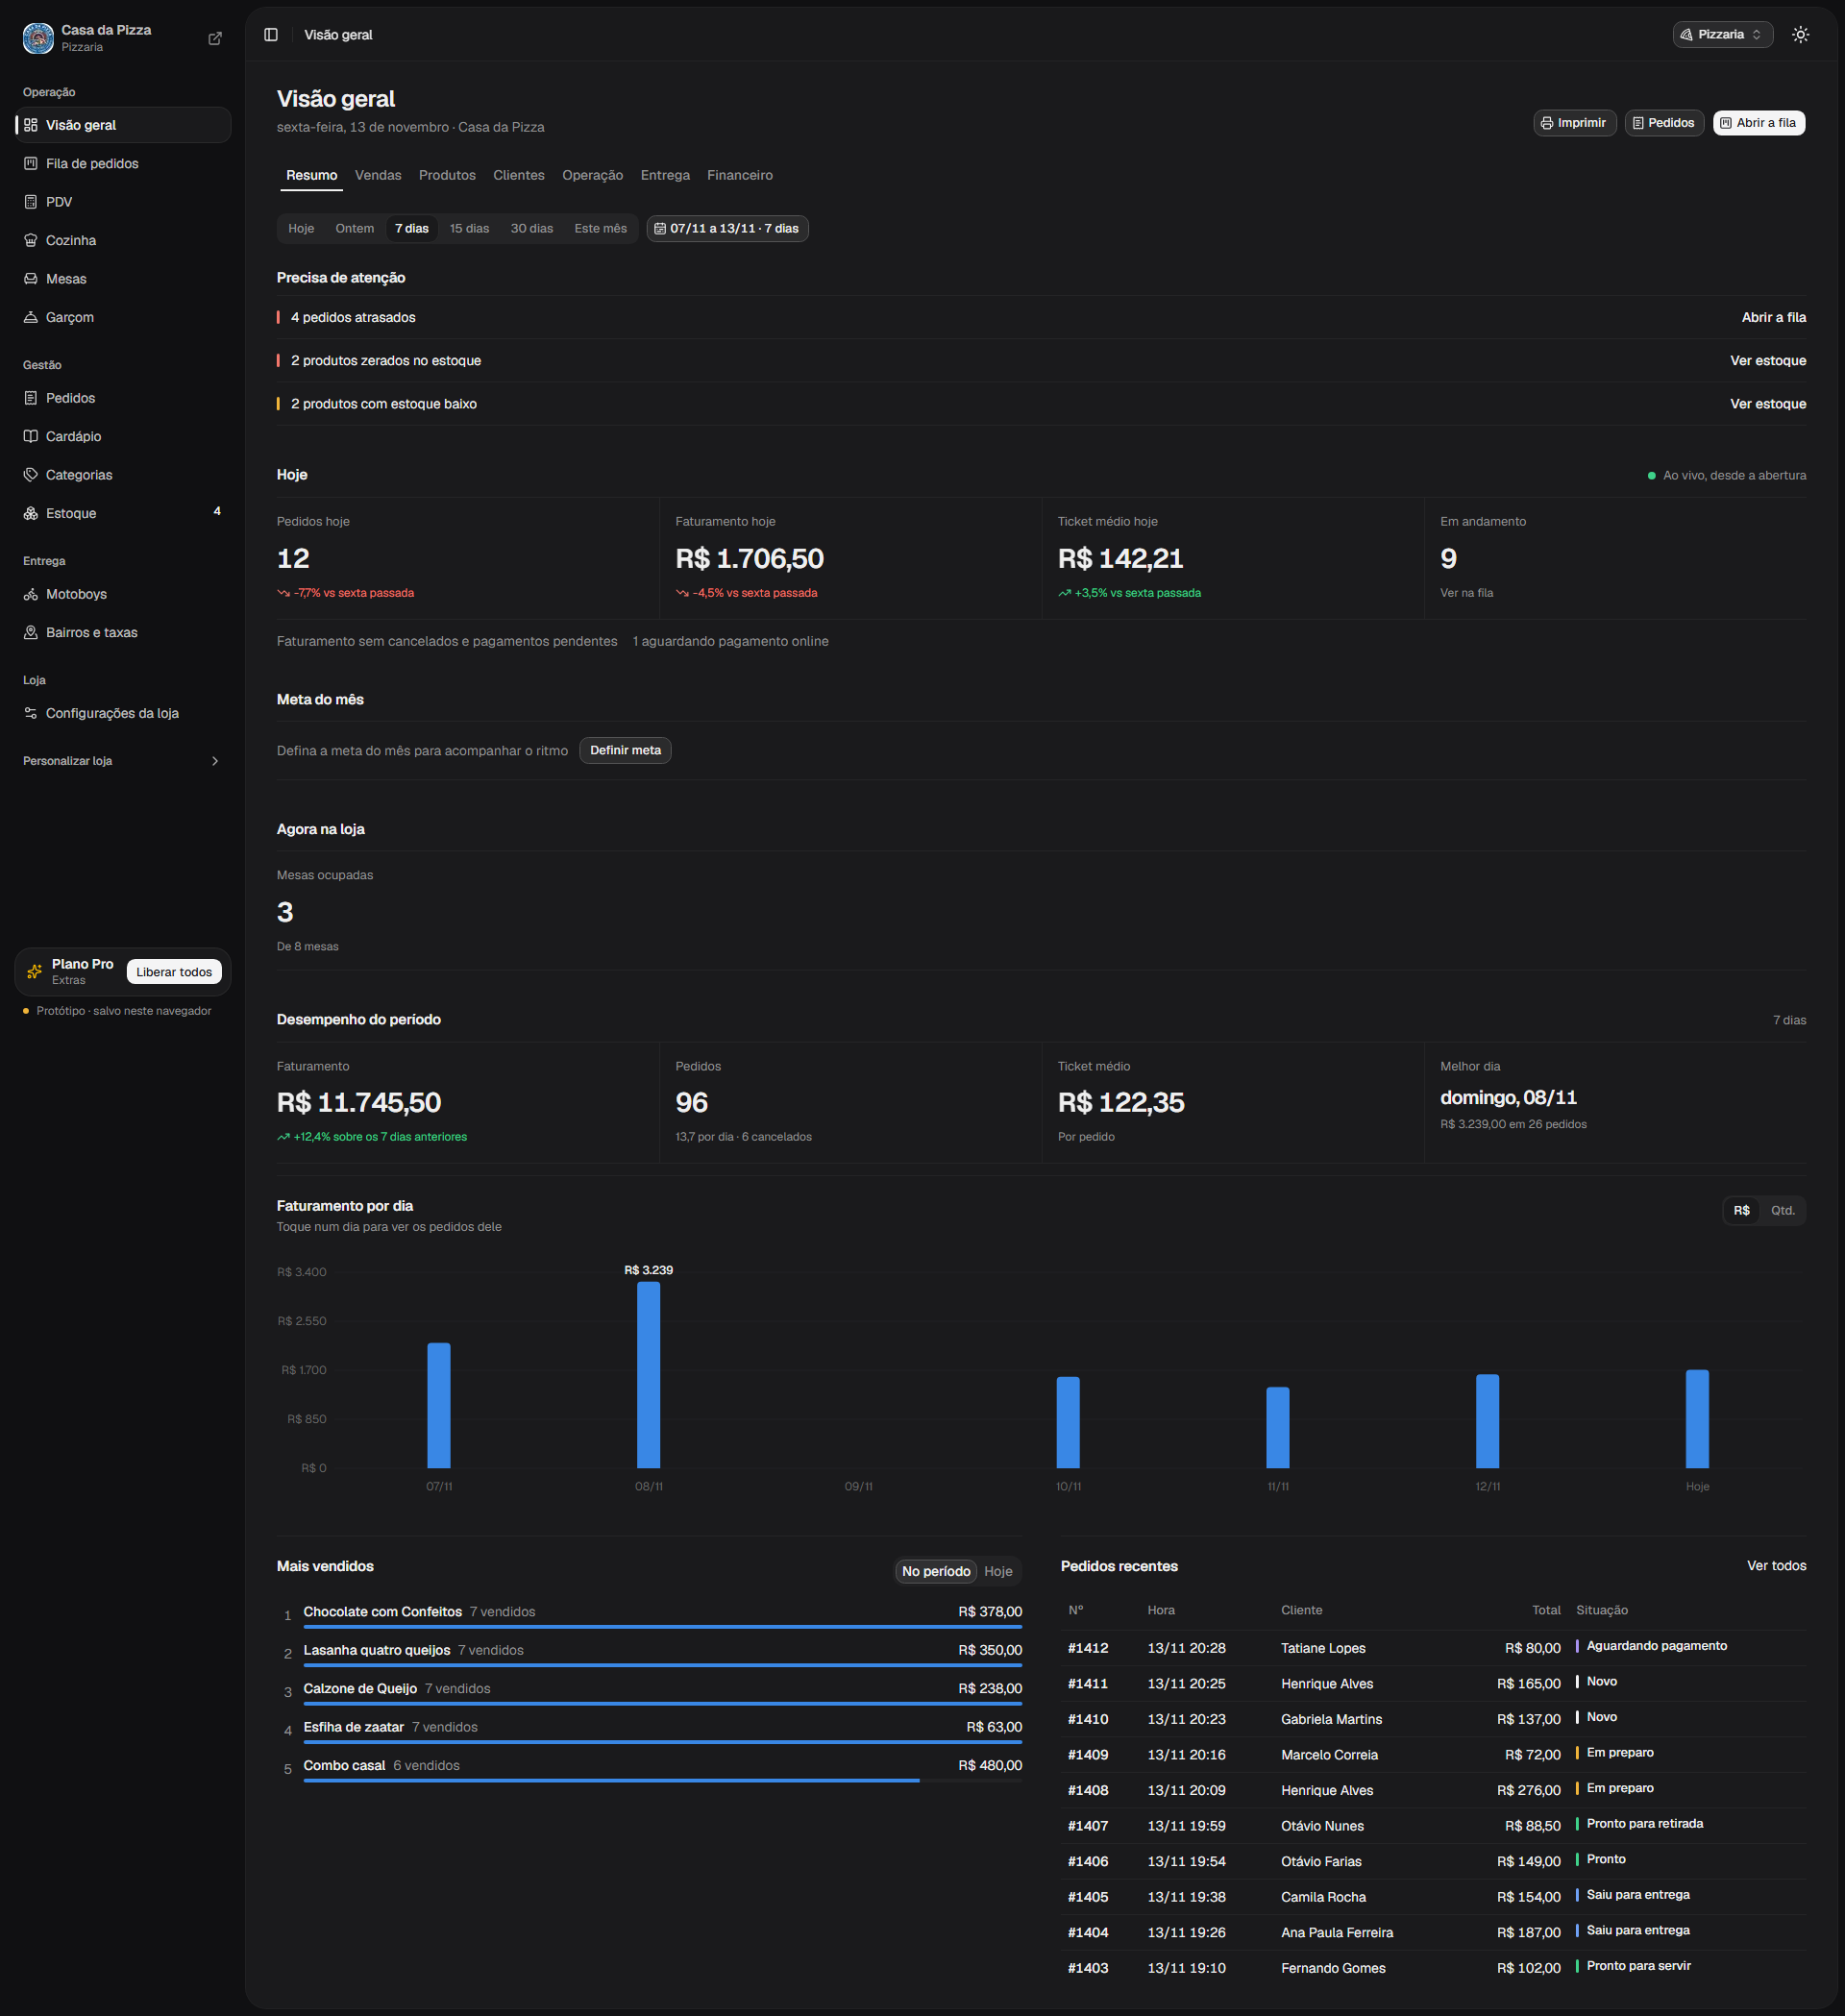 Casa da Pizza
Pizzaria
Operação
Visão geral
Fila de pedidos
PDV
Cozinha
Mesas
Garçom
Gestão
Pedidos
Cardápio
Categorias
Estoque 4
Entrega
Motoboys
Bairros e taxas
Loja
Configurações da loja
Personalizar loja
Plano Pro
Extras
Liberar todos
Protótipo · salvo neste navegador
Visão geral
Pizzaria
Visão geral
sexta-feira, 13 de novembro · Casa da Pizza
Imprimir Pedidos Abrir a fila
Resumo Vendas Produtos Clientes Operação Entrega Financeiro
Hoje Ontem 7 dias 15 dias 30 dias Este mês 07/11 a 13/11 · 7 dias
Precisa de atenção
4 pedidos atrasados Abrir a fila
2 produtos zerados no estoque Ver estoque
2 produtos com estoque baixo Ver estoque
Hoje Ao vivo, desde a abertura
Pedidos hoje Faturamento hoje Ticket médio hoje Em andamento
12 R$ 1.706,50 R$ 142,21 9
-7,7% vs sexta passada -4,5% vs sexta passada +3,5% vs sexta passada Ver na fila
Faturamento sem cancelados e pagamentos pendentes 1 aguardando pagamento online
Meta do mês
Defina a meta do mês para acompanhar o ritmo Definir meta
Agora na loja
Mesas ocupadas
3
De 8 mesas
Desempenho do período 7 dias
Faturamento Pedidos Ticket médio Melhor dia
R$ 11.745,50 96 R$ 122,35 domingo, 08/11
+12,4% sobre os 7 dias anteriores 13,7 por dia · 6 cancelados Por pedido R$ 3.239,00 em 26 pedidos
Faturamento por dia R$ Qtd.
Toque num dia para ver os pedidos dele
R$ 3.400
R$ 3.239
R$ 2.550
R$ 1.700
R$ 850
R$ 0
07/11 08/11 09/11 10/11 11/11 12/11 Hoje
Mais vendidos No período Hoje
1 Chocolate com Confeitos 7 vendidos R$ 378,00
2 Lasanha quatro queijos 7 vendidos R$ 350,00
3 Calzone de Queijo 7 vendidos R$ 238,00
4 Esfiha de zaatar 7 vendidos R$ 63,00
5 Combo casal 6 vendidos R$ 480,00
Pedidos recentes Ver todos
Nº Hora Cliente Total Situação
#1412 13/11 20:28 Tatiane Lopes R$ 80,00 Aguardando pagamento
#1411 13/11 20:25 Henrique Alves R$ 165,00 Novo
#1410 13/11 20:23 Gabriela Martins R$ 137,00 Novo
#1409 13/11 20:16 Marcelo Correia R$ 72,00 Em preparo
#1408 13/11 20:09 Henrique Alves R$ 276,00 Em preparo
#1407 13/11 19:59 Otávio Nunes R$ 88,50 Pronto para retirada
#1406 13/11 19:54 Otávio Farias R$ 149,00 Pronto
#1405 13/11 19:38 Camila Rocha R$ 154,00 Saiu para entrega
#1404 13/11 19:26 Ana Paula Ferreira R$ 187,00 Saiu para entrega
#1403 13/11 19:10 Fernando Gomes R$ 102,00 Pronto para servir